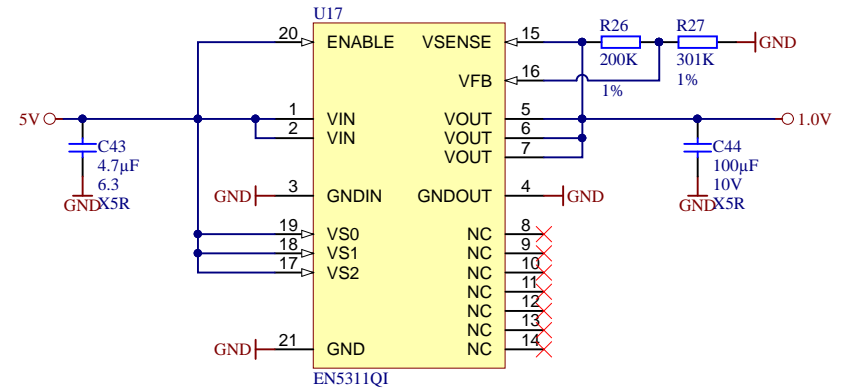 U17
20 ENABLE VSENSE 15 R26 R27
GND
200K 301K
VFB 16
1% 1%
5V 1 VIN VOUT 5 1.0V
2 VIN VOUT 6
VOUT 7
C43 C44
4.7µF 100µF
6.3 10V
GND X5R GND 3 GNDIN GNDOUT 4 GND GND X5R
19 VS0 NC 8
18 VS1 NC 9
17 VS2 NC 10
NC 11
NC 12
NC 13
GND 21 GND NC 14
EN5311QI